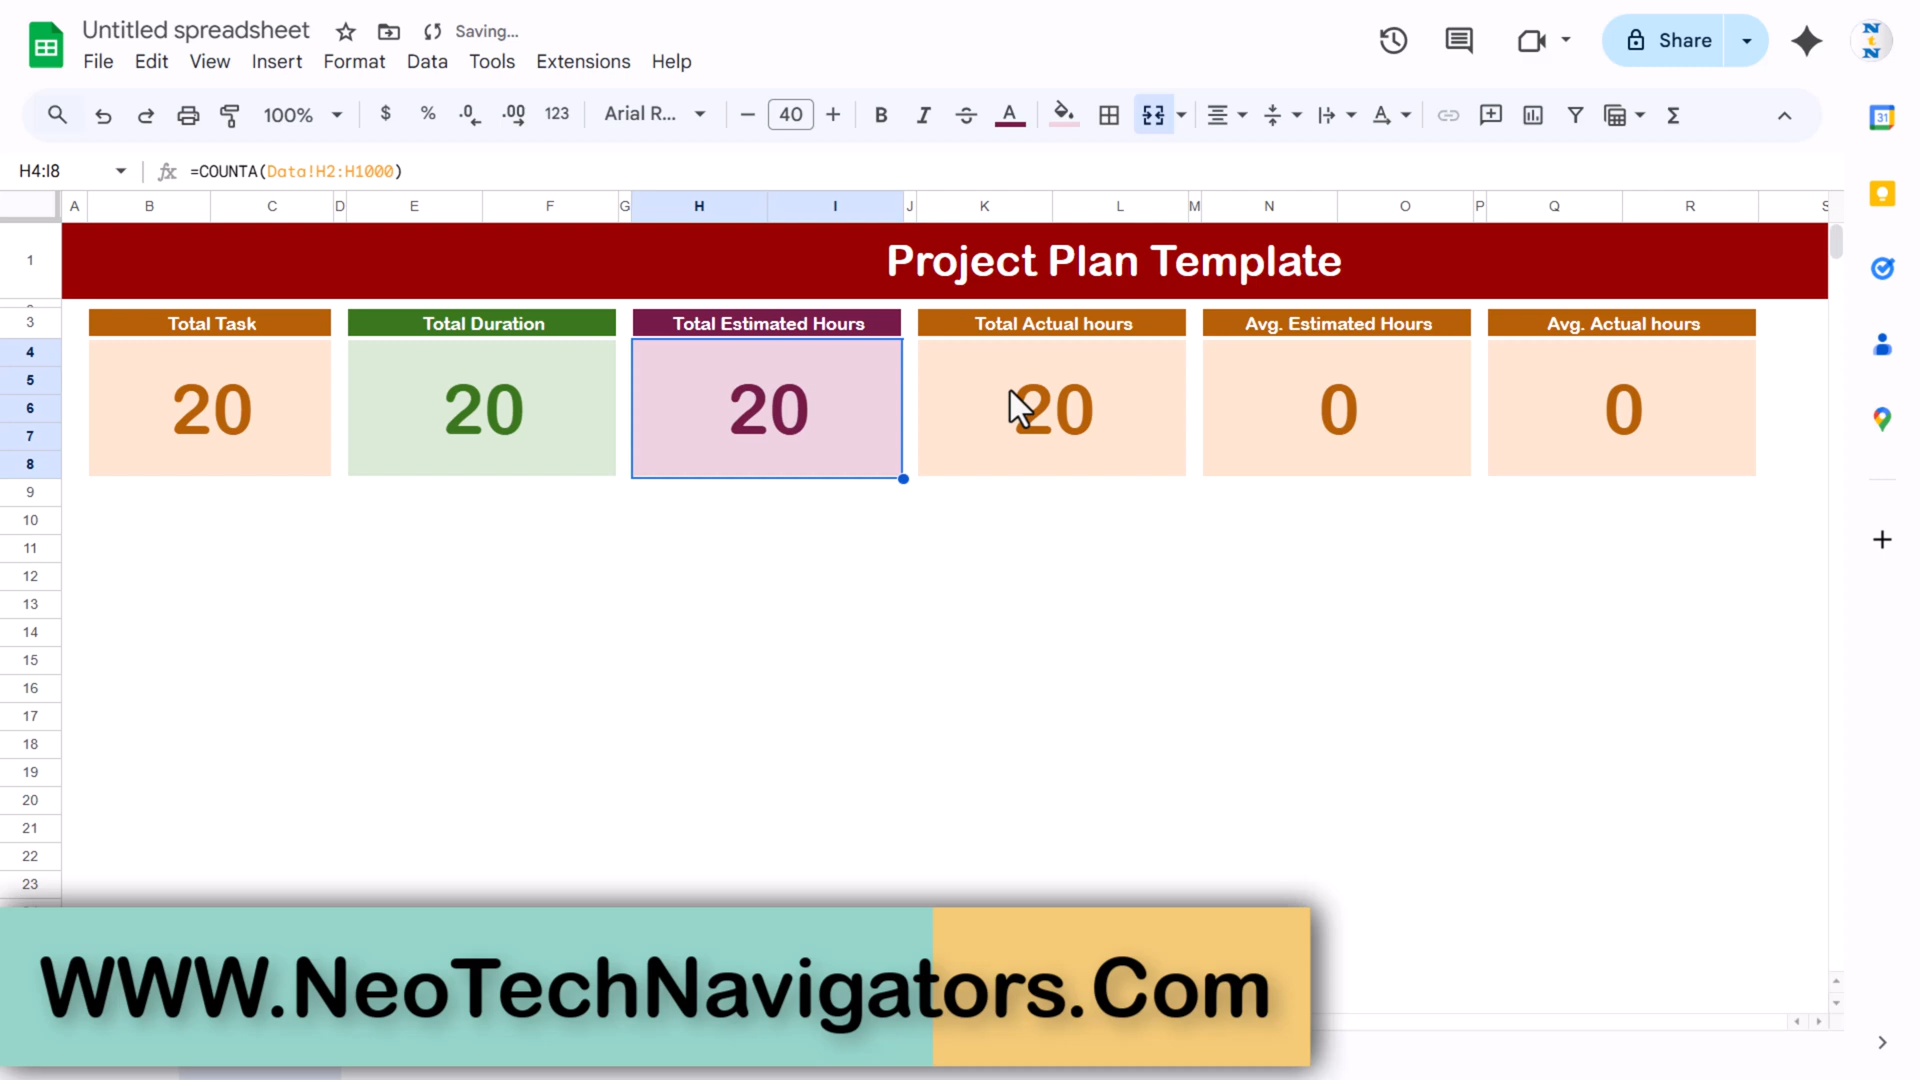 Untitled spreadsheet Saving...
File Edit View Insert Format Data Tools Extensions Help
Share
N t N
100% $ % .0 .00 123 Arial R... 40 B I A A Σ
31
H4:I8 fx =COUNTA(Data!H2:H1000)
A B C D E F G H I J K L M N O P Q R
1 Project Plan Template
3 Total Task Total Duration Total Estimated Hours Total Actual hours Avg. Estimated Hours Avg. Actual hours
4
5
6 20 20 20 20 0 0
7
8
9
10
11
12
13
14
15
16
17
18
19
20
21
22
23
WWW.NeoTechNavigators.Com